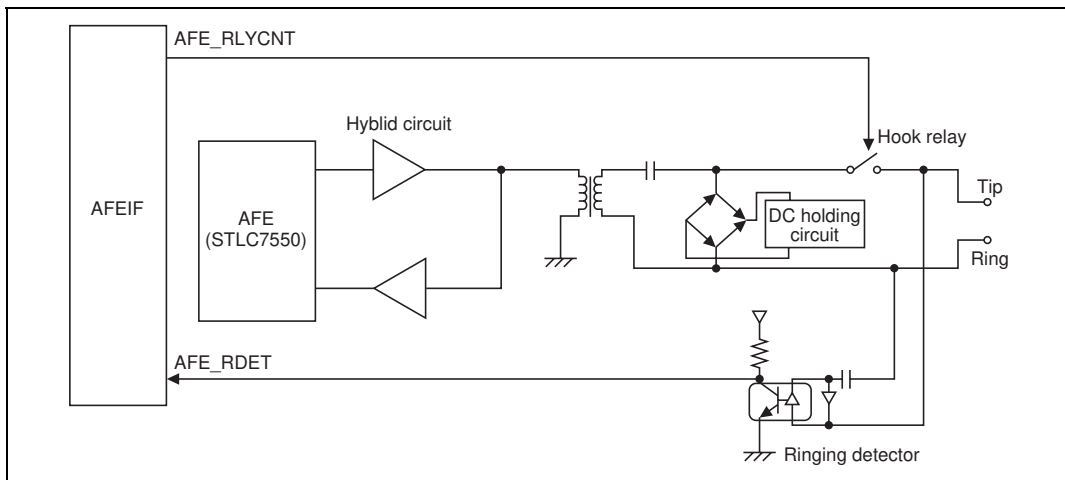 AFE_RLYCNT
Hyblid circuit
Hook relay
AFEIF
AFE
(STLC7550)
DC holding
circuit
Tip
Ring
AFE_RDET
Ringing detector